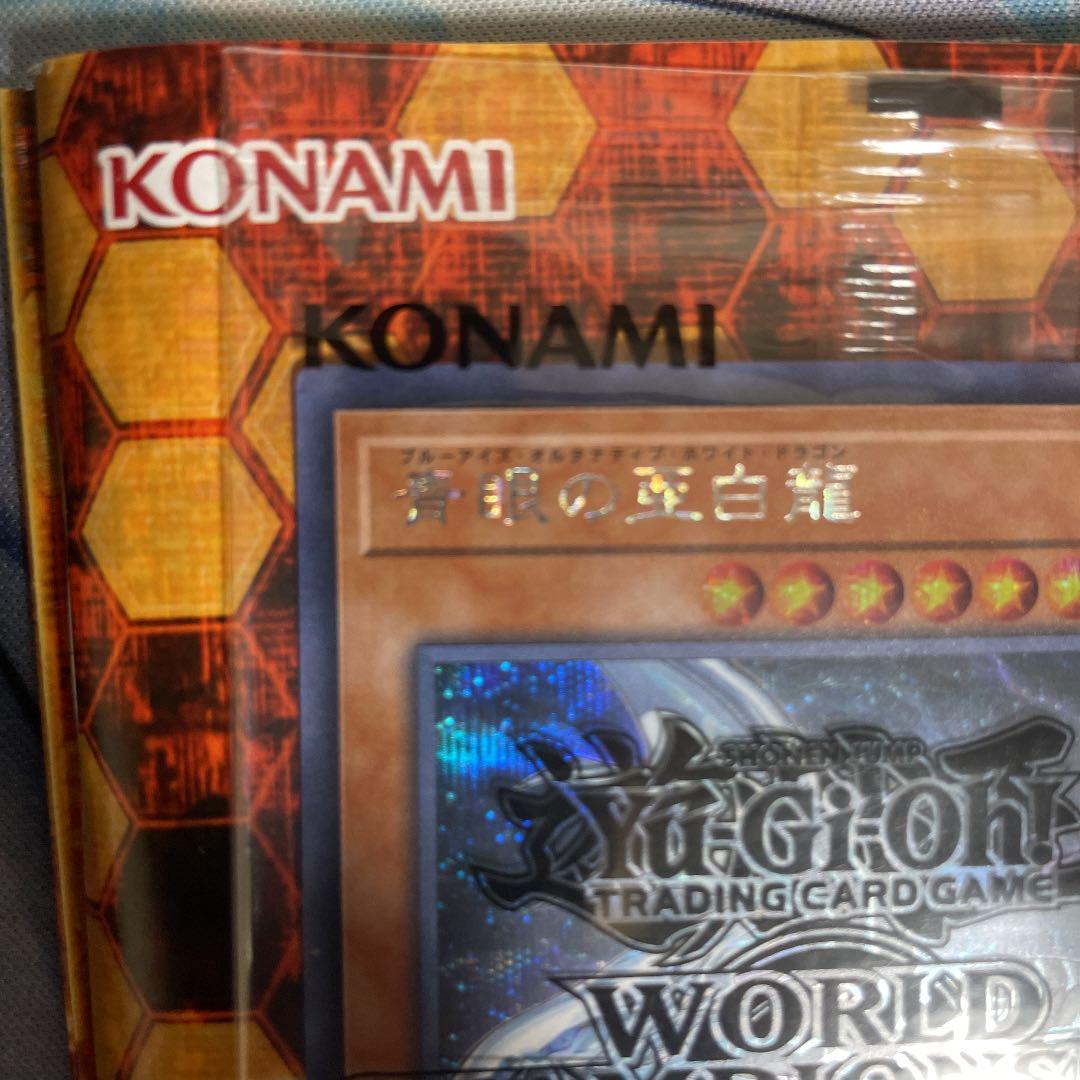 KONAMI
KONAMI
ブルーアイズ・オルタナティブ・ホワイト・ドラゴン
青眼の亜白龍
SHONEN JUMP
Yu-Gi-Oh!
TRADING CARD GAME
WORLD